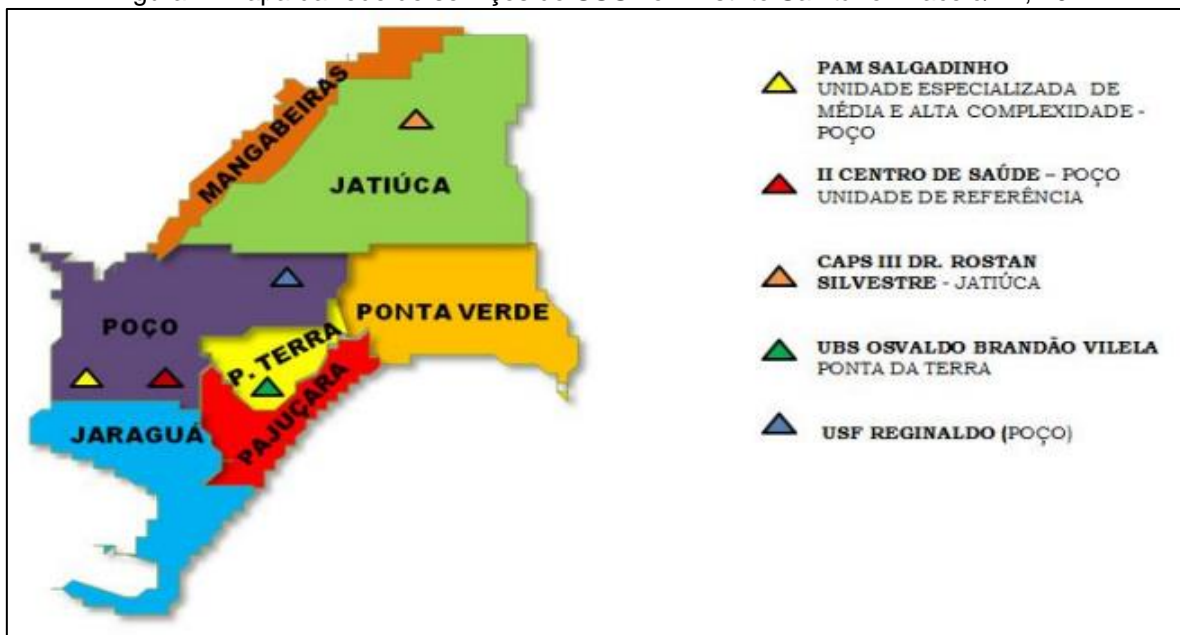 MANGABEIRAS
JATIÚCA
POÇO
PONTA VERDE
P. TERRA
PAJUÇARA
JARAGUÁ
PAM SALGADINHO
UNIDADE ESPECIALIZADA DE
MÉDIA E ALTA COMPLEXIDADE -
POÇO
II CENTRO DE SAÚDE – POÇO
UNIDADE DE REFERÊNCIA
CAPS III DR. ROSTAN
SILVESTRE - JATIÚCA
UBS OSVALDO BRANDÃO VILELA
PONTA DA TERRA
USF REGINALDO (POÇO)